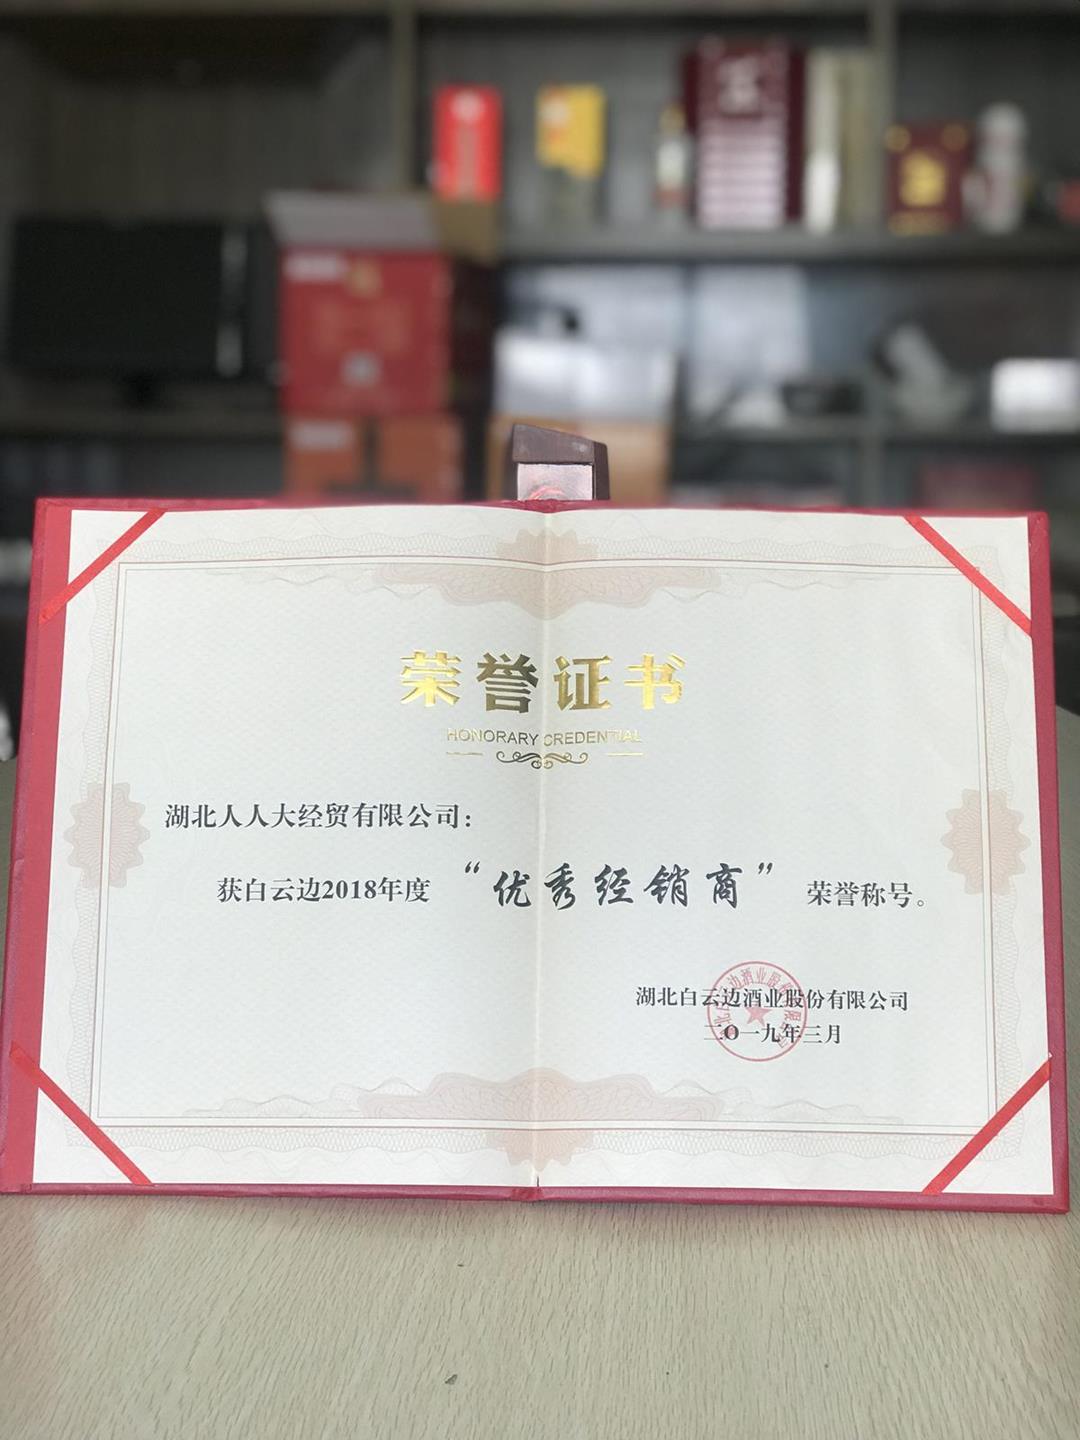 荣誉证书
HONORARY CREDENTIAL
湖北人人大经贸有限公司：
获白云边2018年度 “优秀经销商” 荣誉称号。
湖北白云边酒业股份有限公司
二〇一九年三月